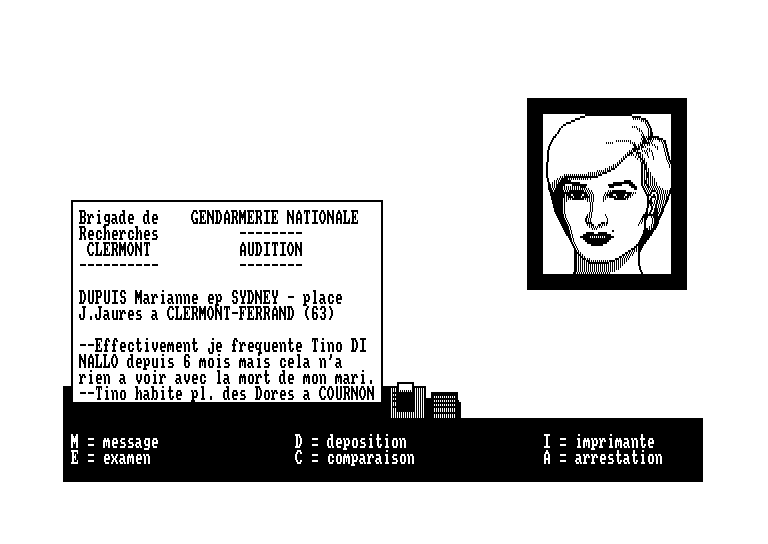 Brigade de    GENDARMERIE NATIONALE
Recherches          --------
 CLERMONT           AUDITION
----------          --------
DUPUIS Marianne ep SYDNEY - place
J.Jaures a CLERMONT-FERRAND (63)
--Effectivement je frequente Tino DI
NALLO depuis 6 mois mais cela n'a
rien a voir avec la mort de mon mari.
--Tino habite pl. des Dores a COURNON
M = message                 D = deposition                 I = imprimante
E = examen                  C = comparaison                A = arrestation